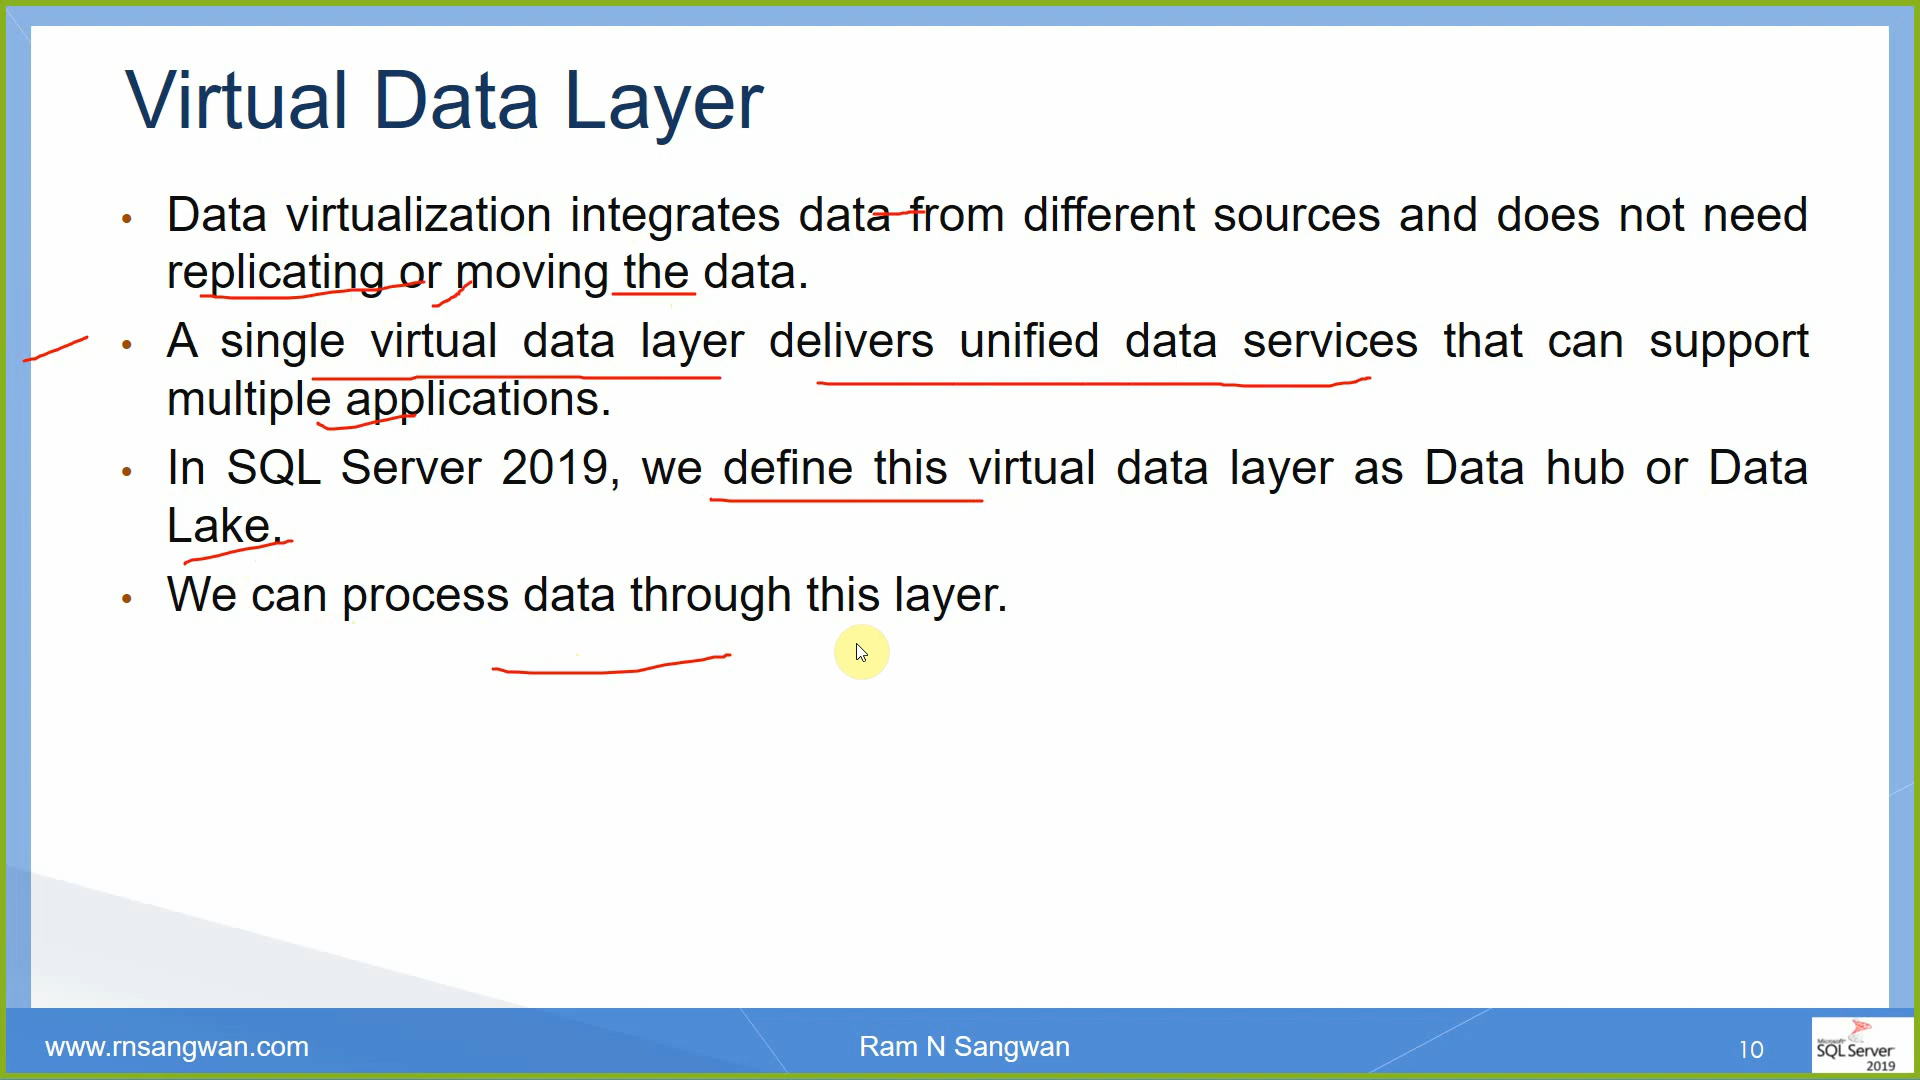 Virtual Data Layer
• Data virtualization integrates data from different sources and does not need
replicating or moving the data.
• A single virtual data layer delivers unified data services that can support
multiple applications.
• In SQL Server 2019, we define this virtual data layer as Data hub or Data
Lake.
• We can process data through this layer.
www.rnsangwan.com
Ram N Sangwan
10
Microsoft
SQL Server
2019